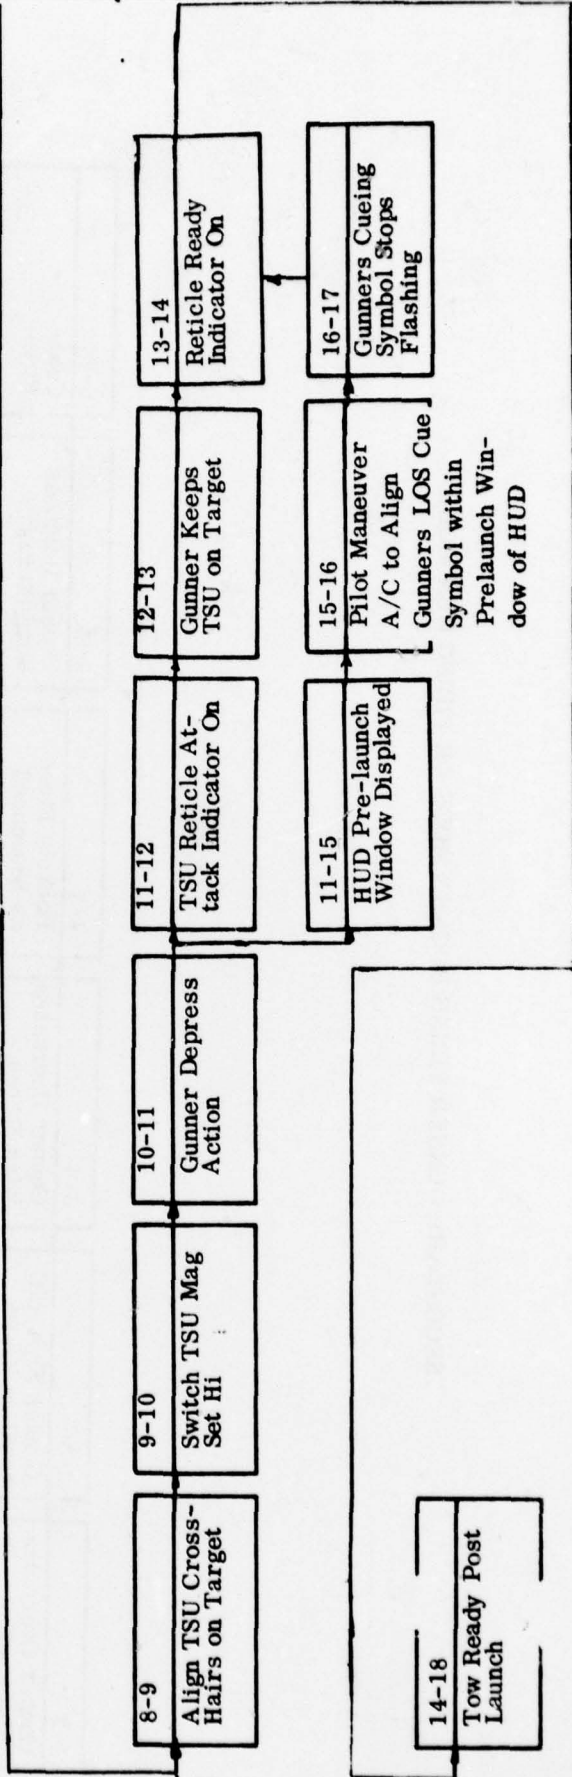 8-9
Align TSU Cross-
Hairs on Target
9-10
Switch TSU Mag
Set Hi
10-11
Gunner Depress
Action
11-12
TSU Reticle At-
tack Indicator On
12-13
Gunner Keeps
TSU on Target
13-14
Reticle Ready
Indicator On
11-15
HUD Pre-launch
Window Displayed
15-16
Pilot Maneuver
A/C to Align
Gunners LOS Cue
Symbol within
Prelaunch Win-
dow of HUD
16-17
Gunners Cueing
Symbol Stops
Flashing
14-18
Tow Ready Post
Launch